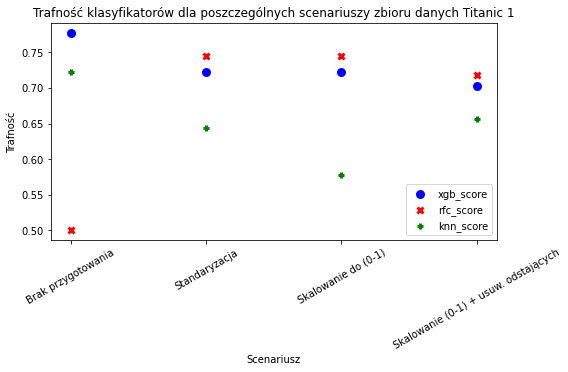 Trafność klasyfikatorów dla poszczególnych scenariuszy zbioru danych Titanic 1
Trafność
0.75
0.70
0.65
0.60
0.55
0.50
xgb_score
rfc_score
knn_score
Brak przygotowania
Standaryzacja
Skalowanie do (0-1)
Skalowanie (0-1) + usuw. odstających
Scenariusz